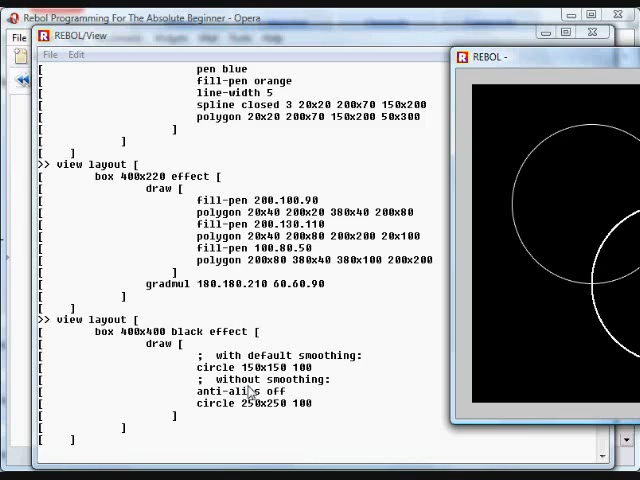 Rebol Programming For The Absolute Beginner - Opera
File
REBOL/View
File Edit
REBOL -
[ pen blue
[ fill-pen orange
[ line-width 5
[ spline closed 3 20x20 200x70 150x200
[ polygon 20x20 200x70 150x200 50x300
[ ]
[ ]
[ ]
>> view layout [
[ box 400x220 effect [
[ draw [
[ fill-pen 200.100.90
[ polygon 20x40 200x20 380x40 200x80
[ fill-pen 200.130.110
[ polygon 20x40 200x80 200x200 20x100
[ fill-pen 100.80.50
[ polygon 200x80 380x40 380x100 200x200
[ ]
[ gradmul 180.180.210 60.60.90
[ ]
[ ]
>> view layout [
[ box 400x400 black effect [
[ draw [
[ ; with default smoothing:
[ circle 150x150 100
[ ; without smoothing:
[ anti-alias off
[ circle 250x250 100
[ ]
[ ]
[ ]